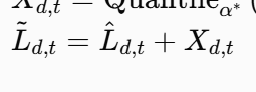 X_{d,t} = Quantile_{α*} (
L̃_{d,t} = L̂_{d,t} + X_{d,t}